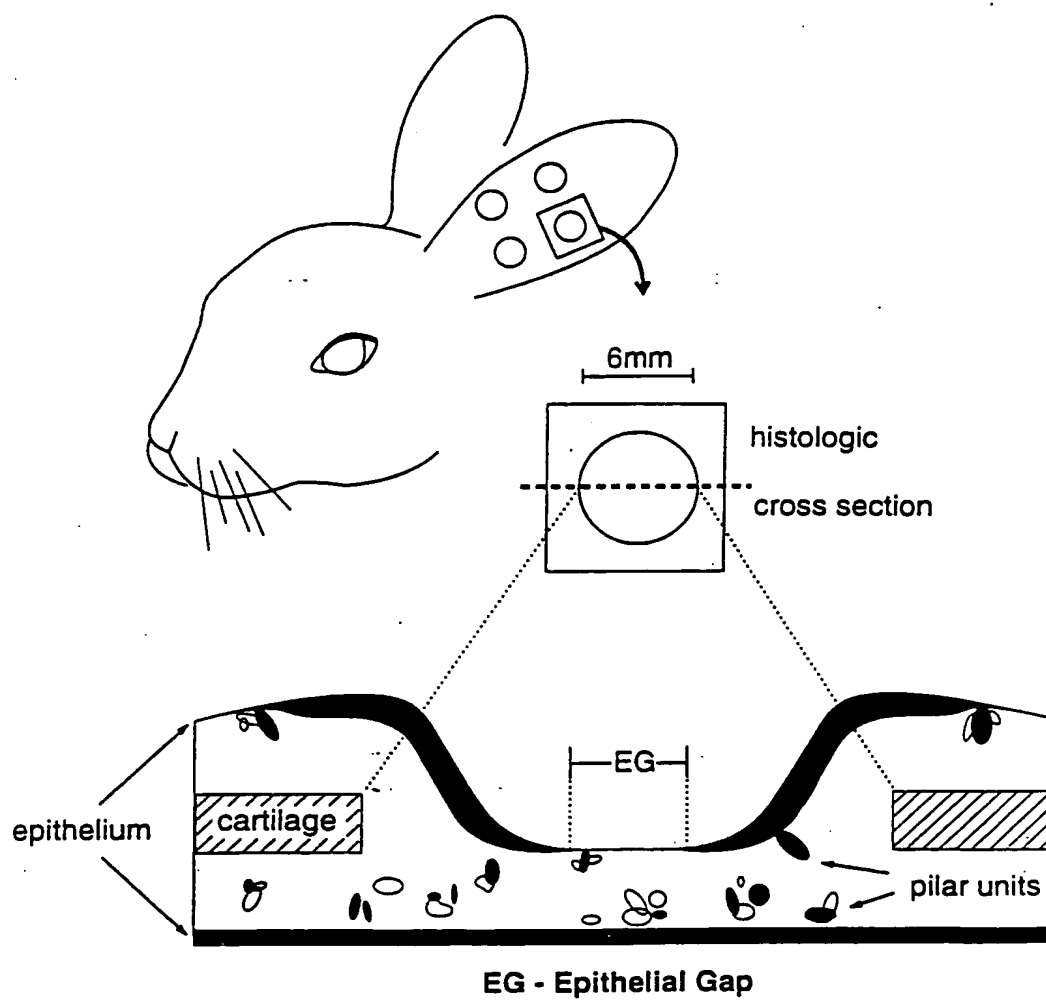 6mm
histologic
cross section
EG
cartilage
epithelium
pilar units
EG - Epithelial Gap